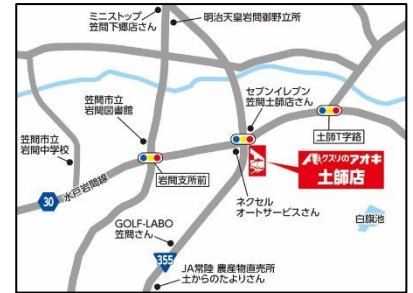 ミニストップ
笠間下郷店さん
明治天皇岩間御野立所
セブンイレブン
笠間土師店さん
笠間市立
岩間図書館
笠間市立
岩間中学校
土師T字路
岩間支所前
クスリのアオキ
土師店
30
水戸岩間線
ネクセル
オートサービスさん
白旗池
GOLF-LABO
笠間さん
355
JA常陸 農産物直売所
土からのたよりさん